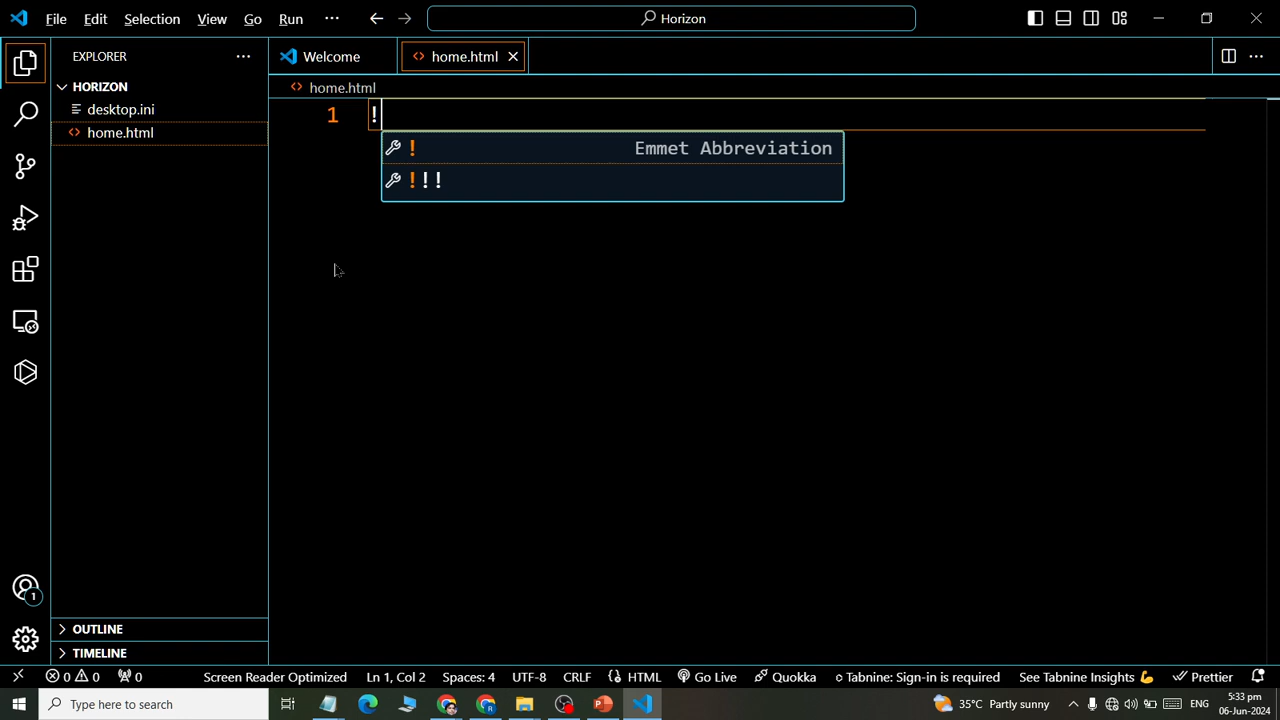 File Edit Selection View Go Run ··· Horizon
EXPLORER ···
HORIZON
desktop.ini
home.html
Welcome
home.html
home.html
1 !
! Emmet Abbreviation
!!!
1
OUTLINE
TIMELINE
0 0 0 Screen Reader Optimized Ln 1, Col 2 Spaces: 4 UTF-8 CRLF HTML Go Live Quokka Tabnine: Sign-in is required See Tabnine Insights 💪 Prettier
Type here to search 35°C Partly sunny 5:33 pm
06-Jun-2024